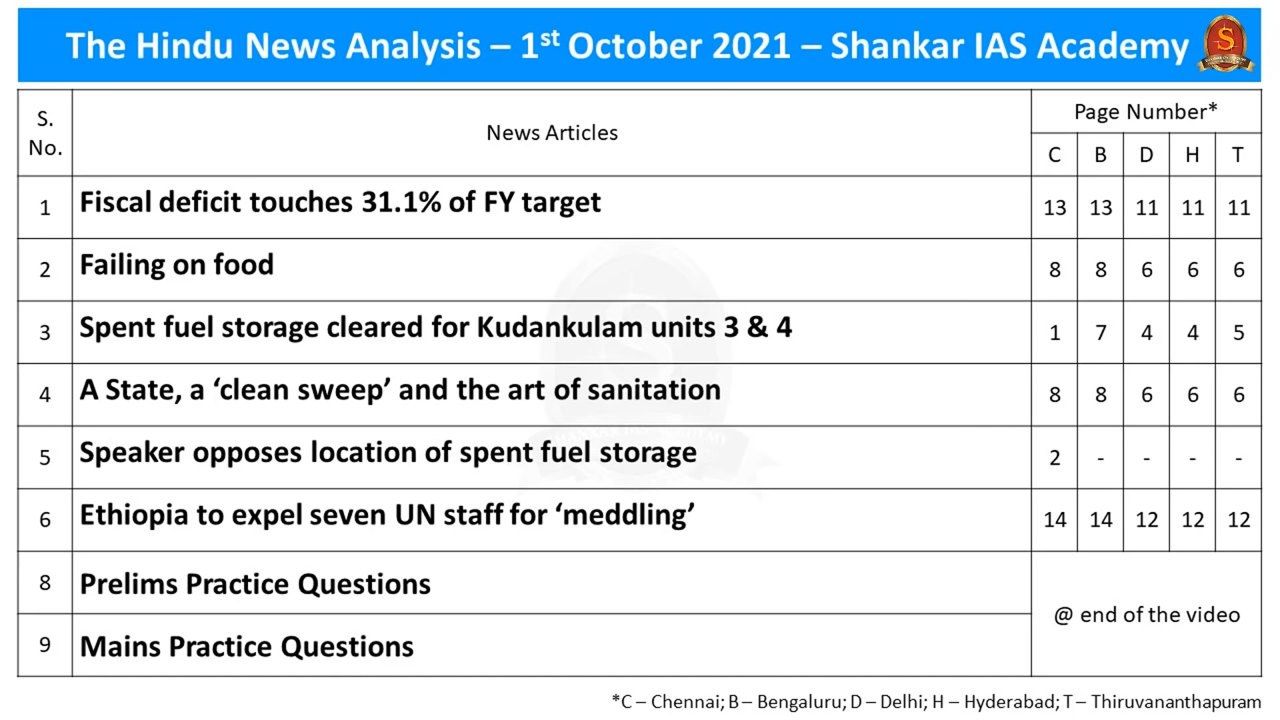 The Hindu News Analysis – 1st October 2021 – Shankar IAS Academy
S. No.
News Articles
Page Number*
C B D H T
1 Fiscal deficit touches 31.1% of FY target 13 13 11 11 11
2 Failing on food 8 8 6 6 6
3 Spent fuel storage cleared for Kudankulam units 3 & 4 1 7 4 4 5
4 A State, a ‘clean sweep’ and the art of sanitation 8 8 6 6 6
5 Speaker opposes location of spent fuel storage 2 - - - -
6 Ethiopia to expel seven UN staff for ‘meddling’ 14 14 12 12 12
8 Prelims Practice Questions
@ end of the video
9 Mains Practice Questions
*C – Chennai; B – Bengaluru; D – Delhi; H – Hyderabad; T – Thiruvananthapuram